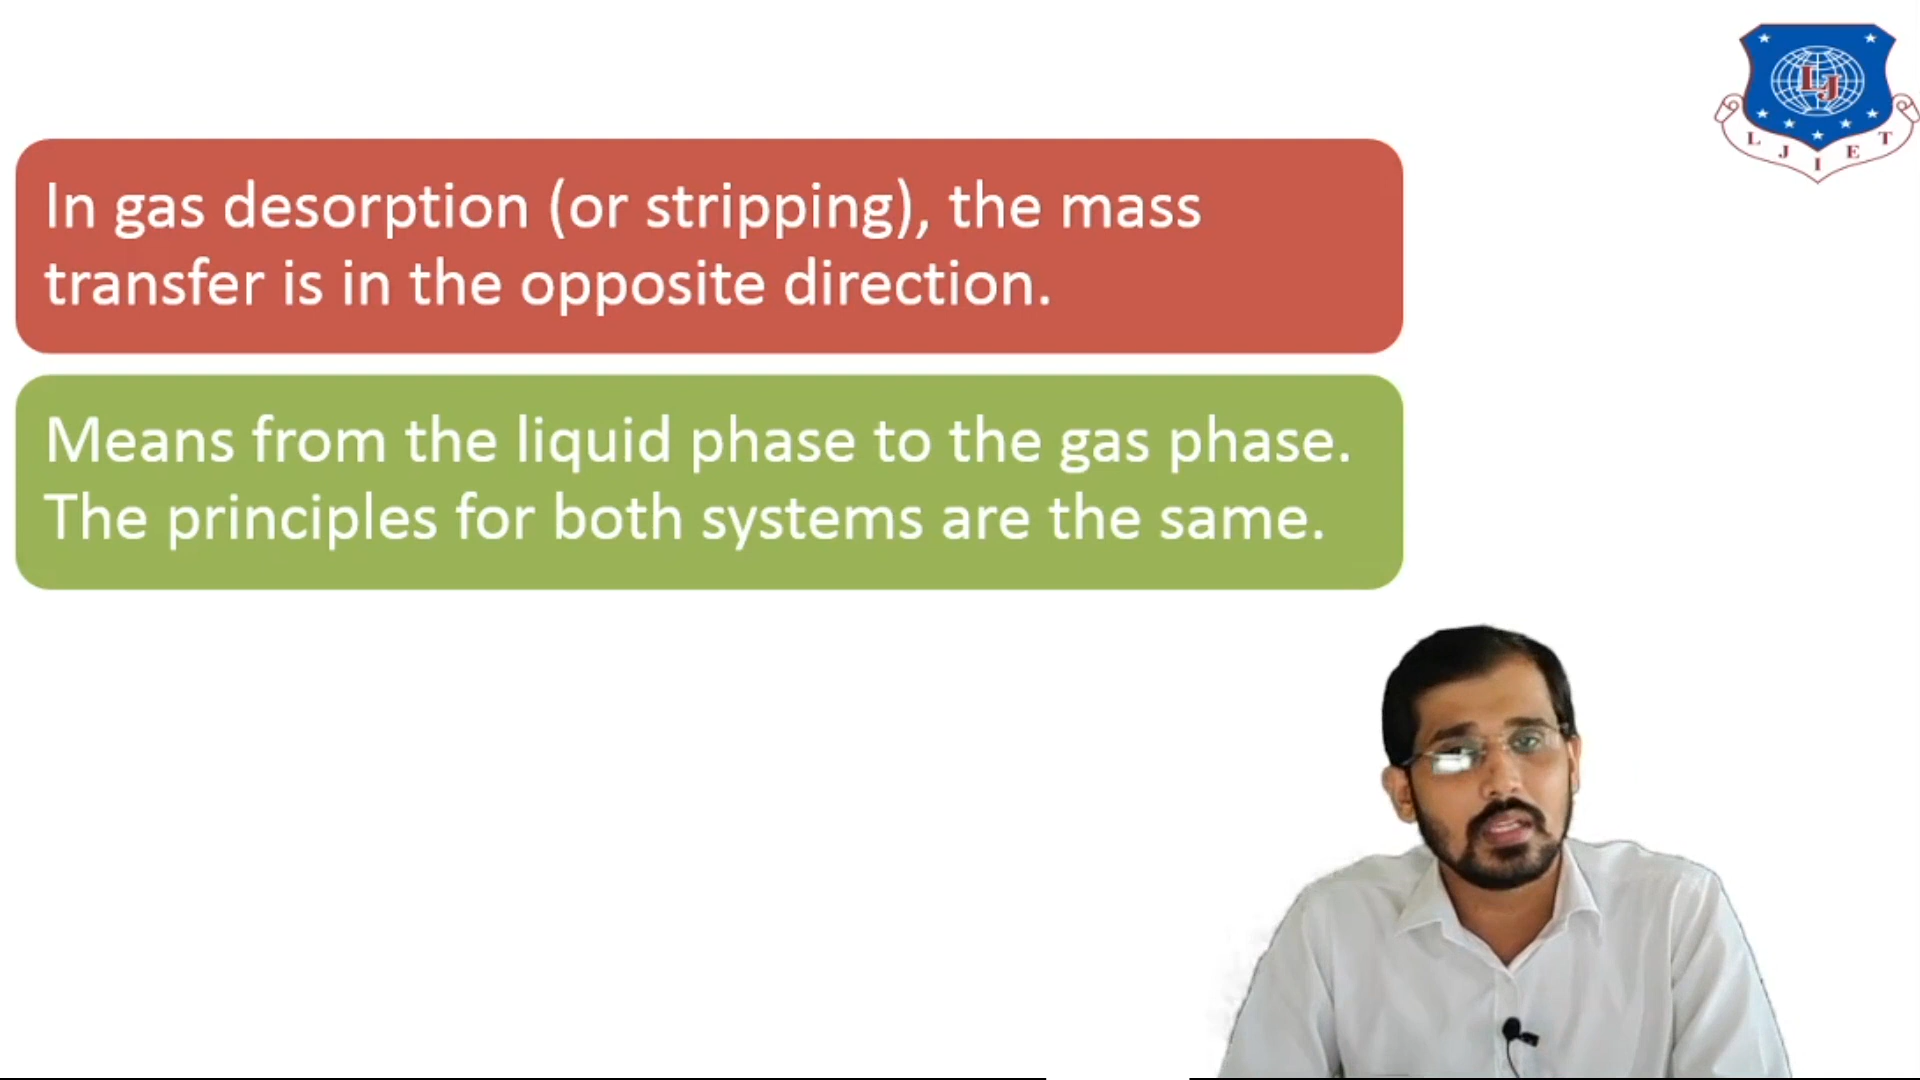 In gas desorption (or stripping), the mass
transfer is in the opposite direction.
Means from the liquid phase to the gas phase.
The principles for both systems are the same.
LJ
L J I E T